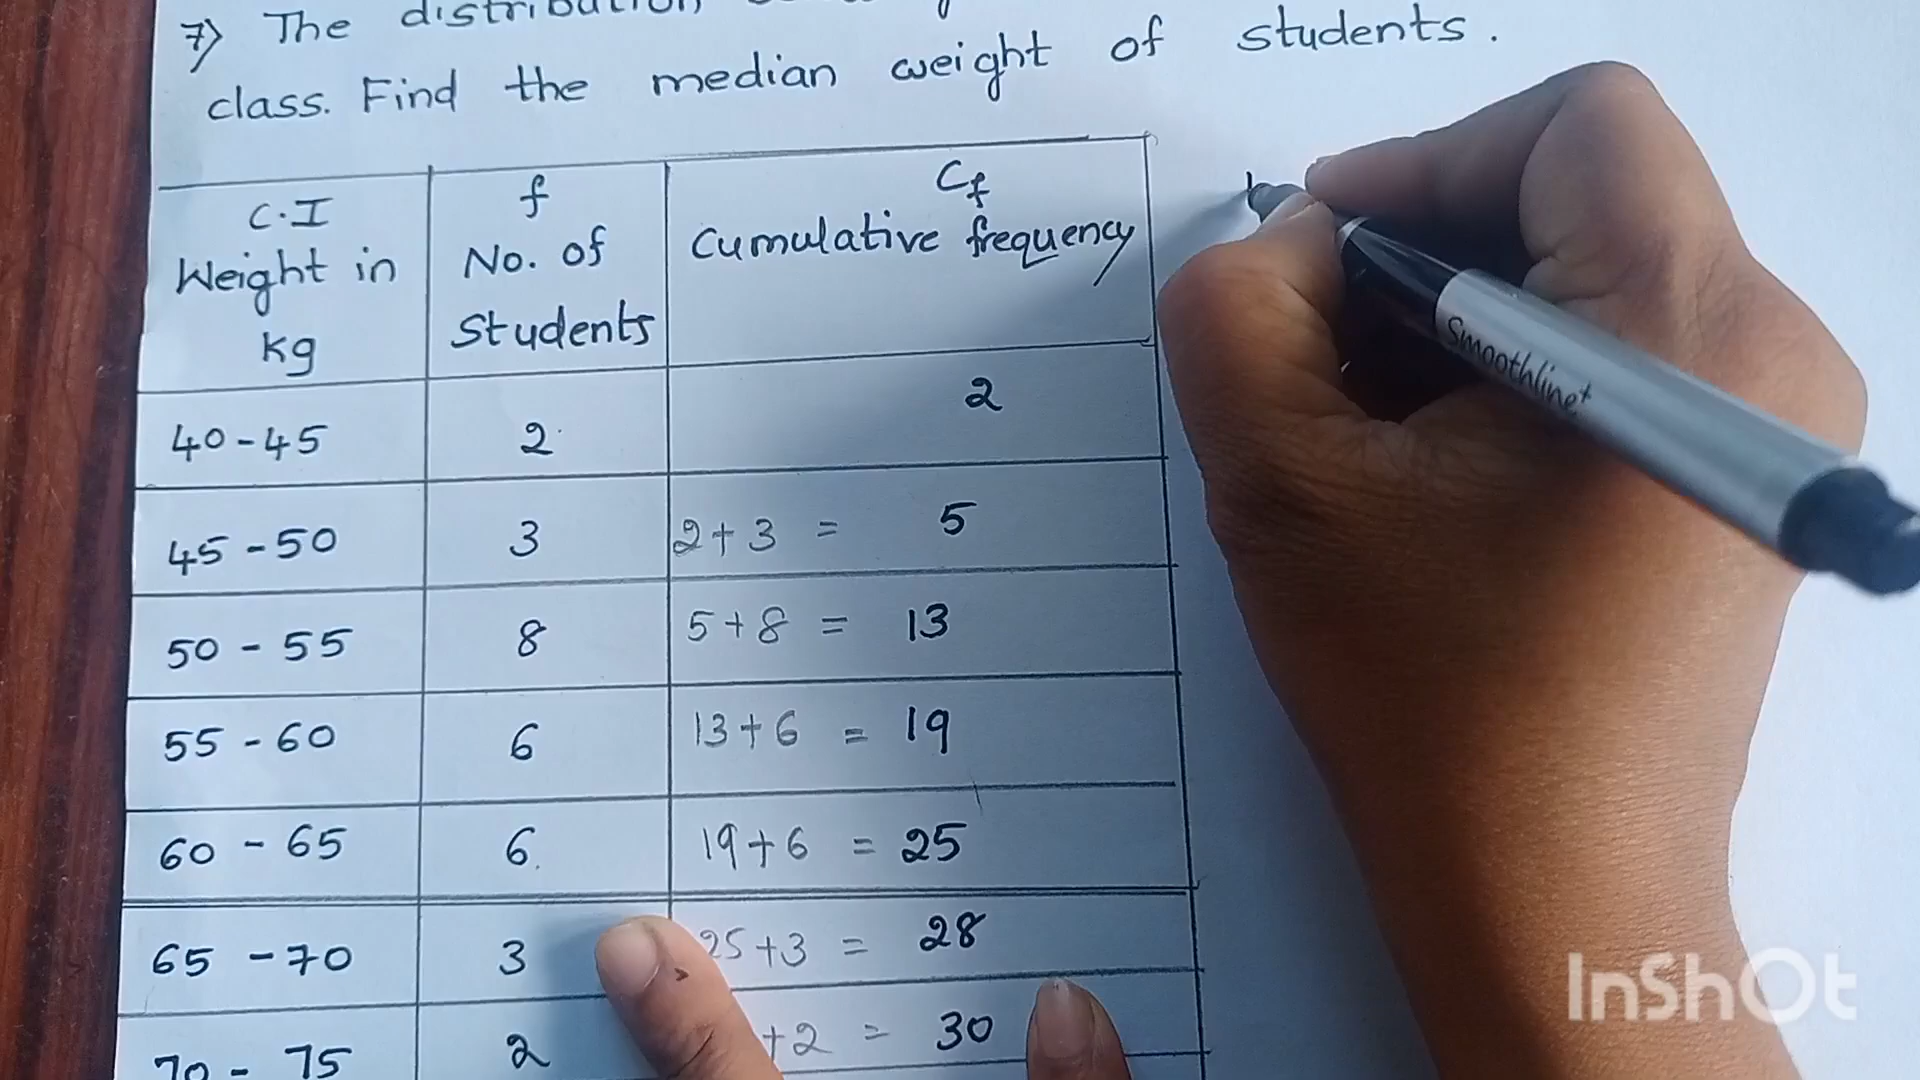 7) The distribution
class. Find the median weight of students.
C.I
Weight in
kg
f
No. of
Students
Cf
Cumulative frequency
40-45 2 2
45-50 3 2+3 = 5
50-55 8 5+8 = 13
55-60 6 13+6 = 19
60-65 6 19+6 = 25
65-70 3 25+3 = 28
70-75 2 +2 = 30
Smoothline+
InShOt